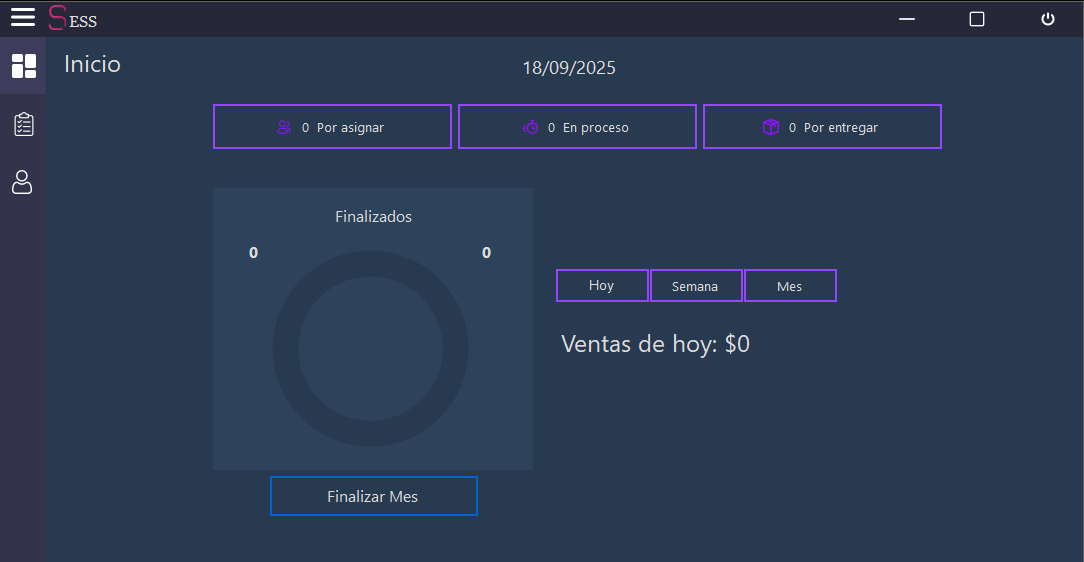 SESS
Inicio
18/09/2025
0 Por asignar
0 En proceso
0 Por entregar
Finalizados
0
0
Hoy
Semana
Mes
Ventas de hoy: $0
Finalizar Mes